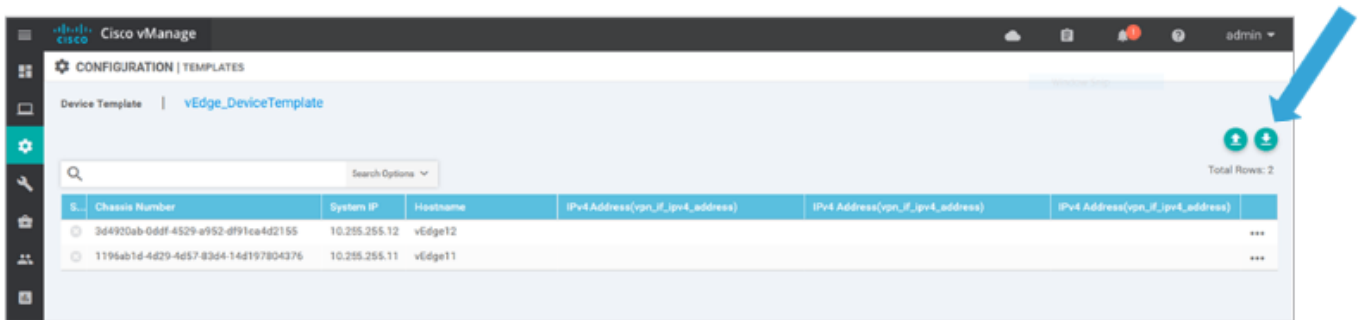 cisco Cisco vManage admin
CONFIGURATION | TEMPLATES
Device Template | vEdge_DeviceTemplate
Search Options Total Rows: 2
S... Chassis Number System IP Hostname IPv4 Address(vpn_if_ipv4_address) IPv4 Address(vpn_if_ipv4_address) IPv4 Address(vpn_if_ipv4_address)
3d4920ab-0ddf-4529-a952-df91ca4d2155 10.255.255.12 vEdge12 •••
1196ab1d-4d29-4d57-83d4-14d197804376 10.255.255.11 vEdge11 •••